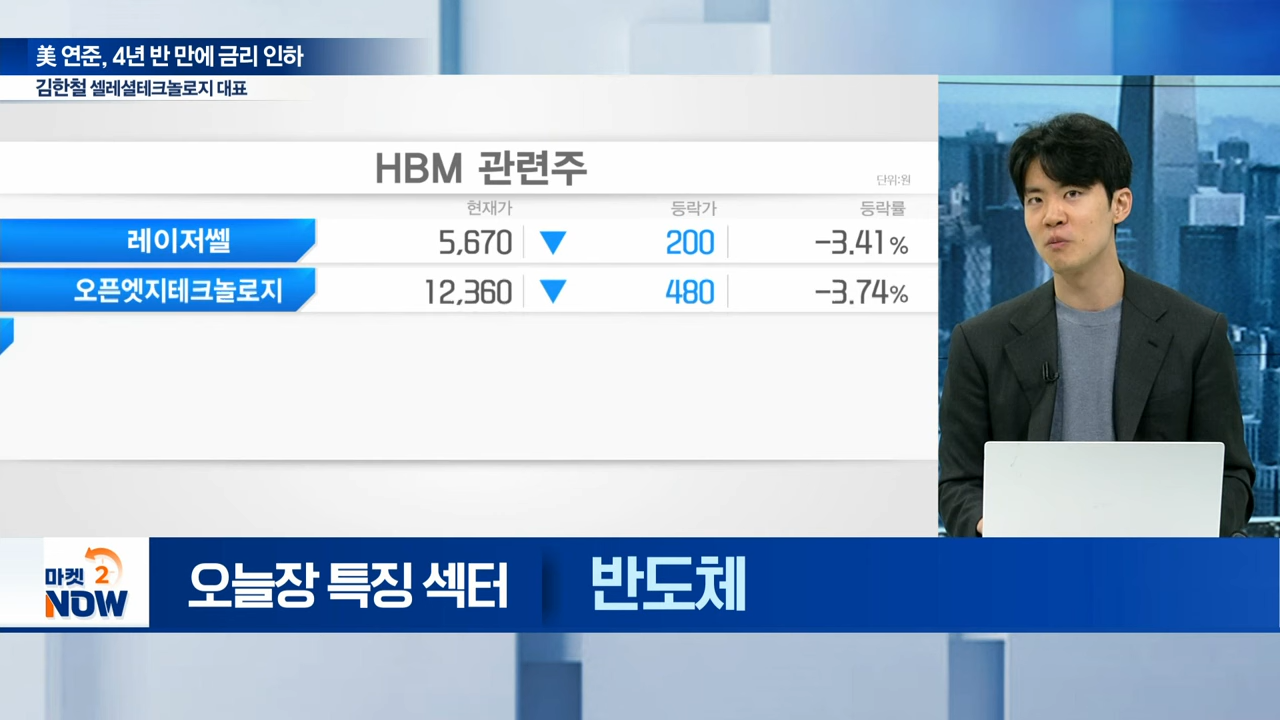 美 연준, 4년 반 만에 금리 인하
김한철 셀레셜테크놀로지 대표
HBM 관련주
단위:원
현재가 등락가 등락률
레이저쎌 5,670 ▼ 200 -3.41%
오픈엣지테크놀로지 12,360 ▼ 480 -3.74%
마켓 2
NOW
오늘장 특징 섹터 반도체